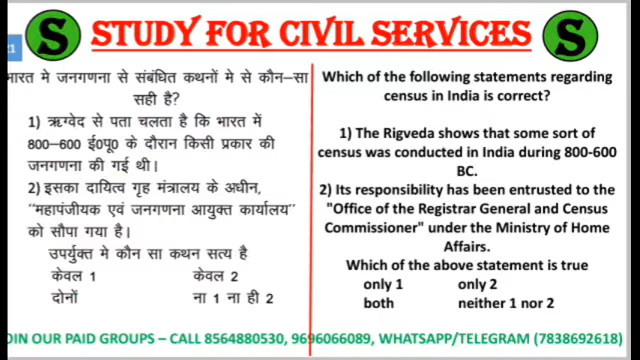 S STUDY FOR CIVIL SERVICES S
21
भारत मे जनगणना से संबंधित कथनों मे से कौन–सा
सही है?
1) ऋग्वेद से पता चलता है कि भारत में
800–600 ई0पू0 के दौरान किसी प्रकार की
जनगणना की गई थी।
2) इसका दायित्व गृह मंत्रालय के अधीन,
“महापंजीयक एवं जनगणना आयुक्त कार्यालय”
को सौपा गया है।
उपर्युक्त मे कौन सा कथन सत्य है
केवल 1 केवल 2
दोनों ना 1 ना ही 2
Which of the following statements regarding
census in India is correct?
1) The Rigveda shows that some sort of
census was conducted in India during 800-600
BC.
2) Its responsibility has been entrusted to the
"Office of the Registrar General and Census
Commissioner" under the Ministry of Home
Affairs.
Which of the above statement is true
only 1 only 2
both neither 1 nor 2
OIN OUR PAID GROUPS – CALL 8564880530, 9696066089, WHATSAPP/TELEGRAM (7838692618)